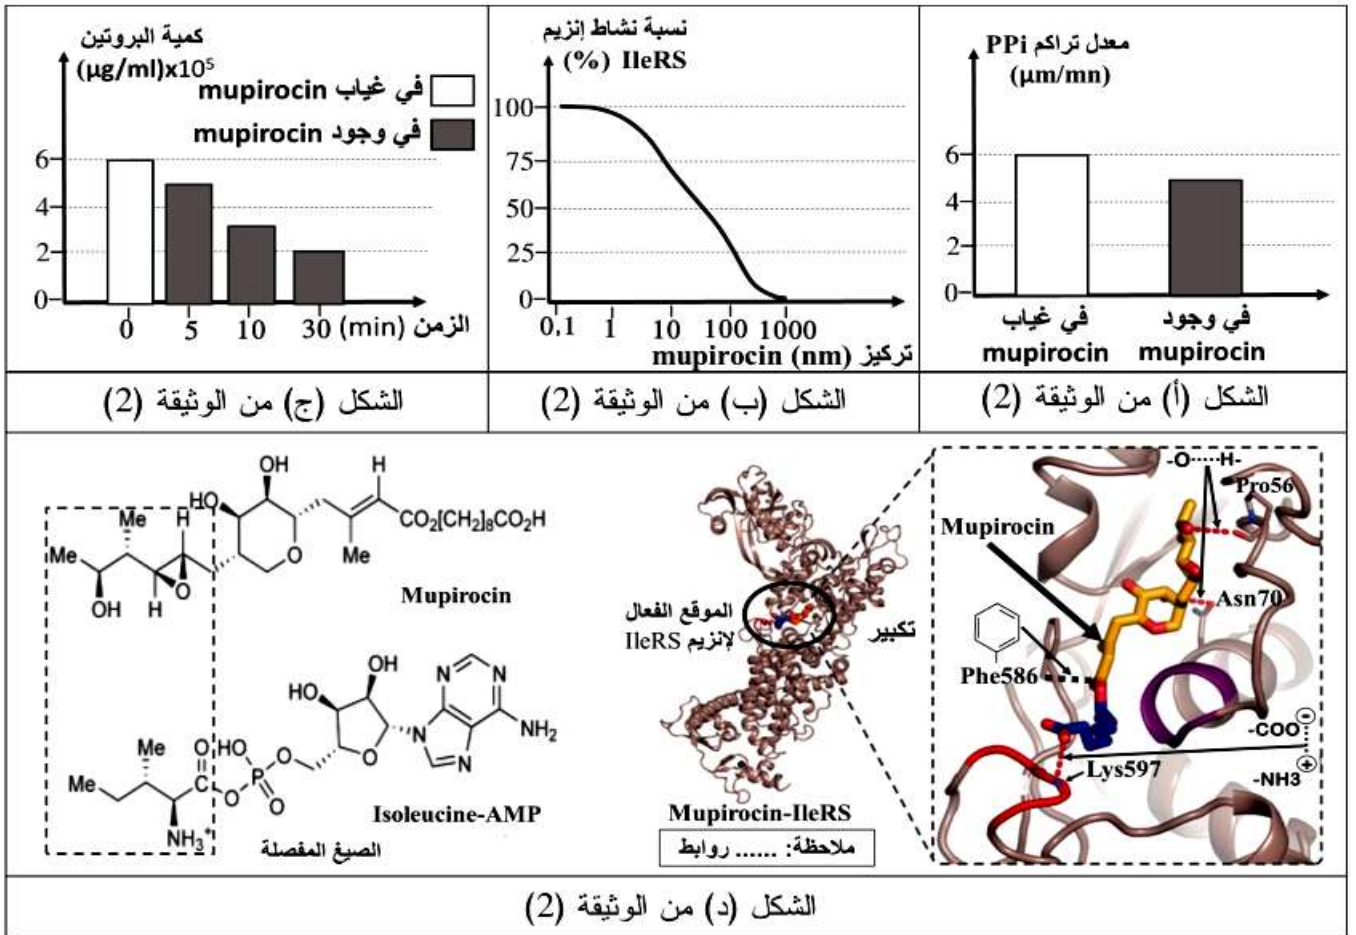 معدل تراكم PPi
(μm/mn)
6
4
2
0
في غياب
mupirocin
في وجود
mupirocin
الشكل (أ) من الوثيقة (2)
نسبة نشاط إنزيم
(%) IleRS
100
75
50
25
0
0.1 1 10 100 1000
تركيز mupirocin (nm)
الشكل (ب) من الوثيقة (2)
كمية البروتين
(μg/ml)x10⁵
في غياب mupirocin
في وجود mupirocin
6
4
2
0
0 5 10 30 (min) الزمن
الشكل (ج) من الوثيقة (2)
-O·····H-
Pro56
Mupirocin
Asn70
Phe586
-COO⊖
⊕
-NH3
Lys597
تكبير
الموقع الفعال
لإنزيم IleRS
Mupirocin-IleRS
ملاحظة: ...... روابط
OH
H
HO
Me
H
CO₂[CH₂]₈CO₂H
Me
O
O
Me
OH
H
Mupirocin
OH
HO
N
N
NH₂
N
N
O
Me
O
HO
O
P
Me
O
O
NH₃⁺
Isoleucine-AMP
الصيغ المفصلة
الشكل (د) من الوثيقة (2)